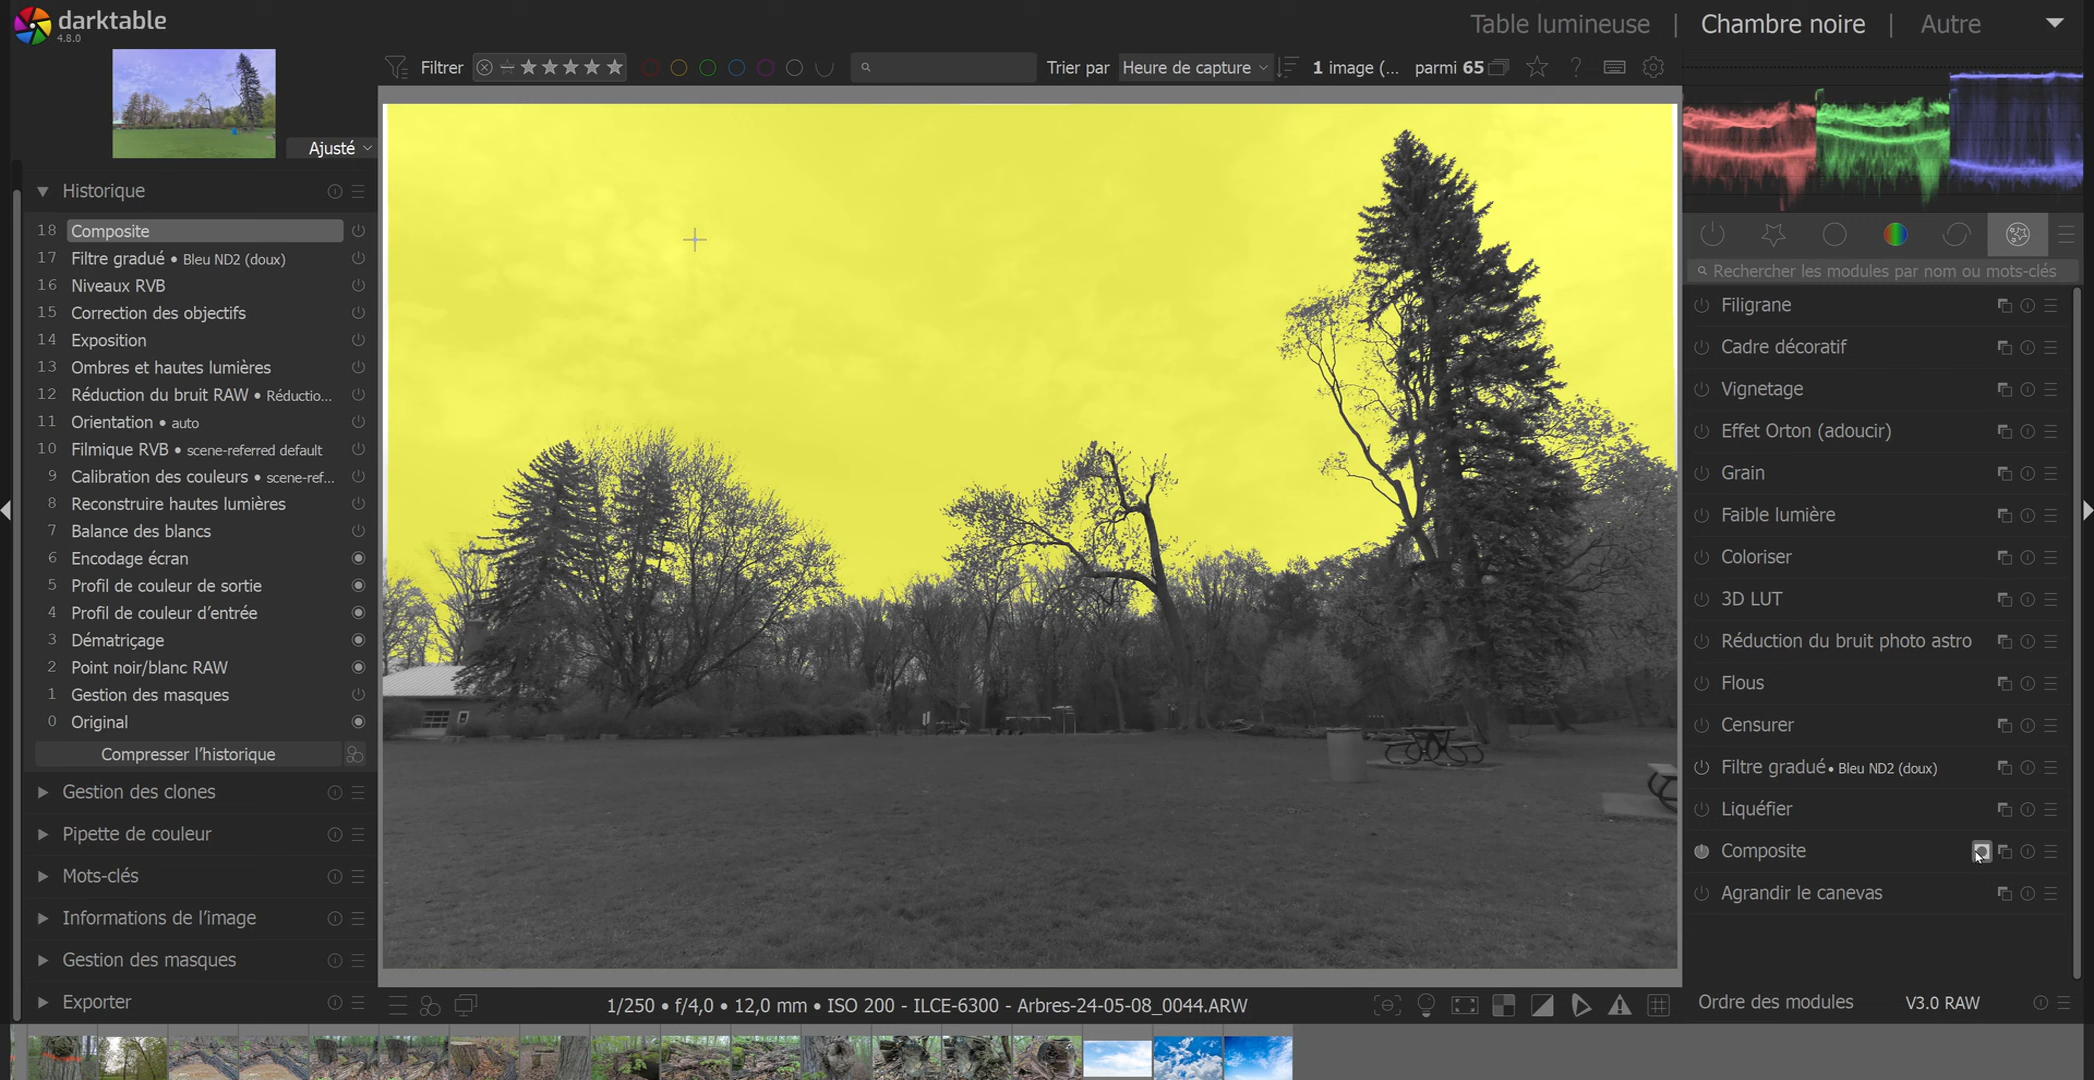 darktable
4.8.0
Table lumineuse | Chambre noire | Autre
Filtrer
Trier par Heure de capture 1 image (... parmi 65
Ajusté
Historique
18 Composite
17 Filtre gradué • Bleu ND2 (doux)
16 Niveaux RVB
15 Correction des objectifs
14 Exposition
13 Ombres et hautes lumières
12 Réduction du bruit RAW • Réductio...
11 Orientation • auto
10 Filmique RVB • scene-referred default
9 Calibration des couleurs • scene-ref...
8 Reconstruire hautes lumières
7 Balance des blancs
6 Encodage écran
5 Profil de couleur de sortie
4 Profil de couleur d'entrée
3 Dématriçage
2 Point noir/blanc RAW
1 Gestion des masques
0 Original
Compresser l'historique
Gestion des clones
Pipette de couleur
Mots-clés
Informations de l'image
Gestion des masques
Exporter
1/250 • f/4,0 • 12,0 mm • ISO 200 - ILCE-6300 - Arbres-24-05-08_0044.ARW
Rechercher les modules par nom ou mots-clés
Filigrane
Cadre décoratif
Vignetage
Effet Orton (adoucir)
Grain
Faible lumière
Coloriser
3D LUT
Réduction du bruit photo astro
Flous
Censurer
Filtre gradué • Bleu ND2 (doux)
Liquéfier
Composite
Agrandir le canevas
Ordre des modules V3.0 RAW